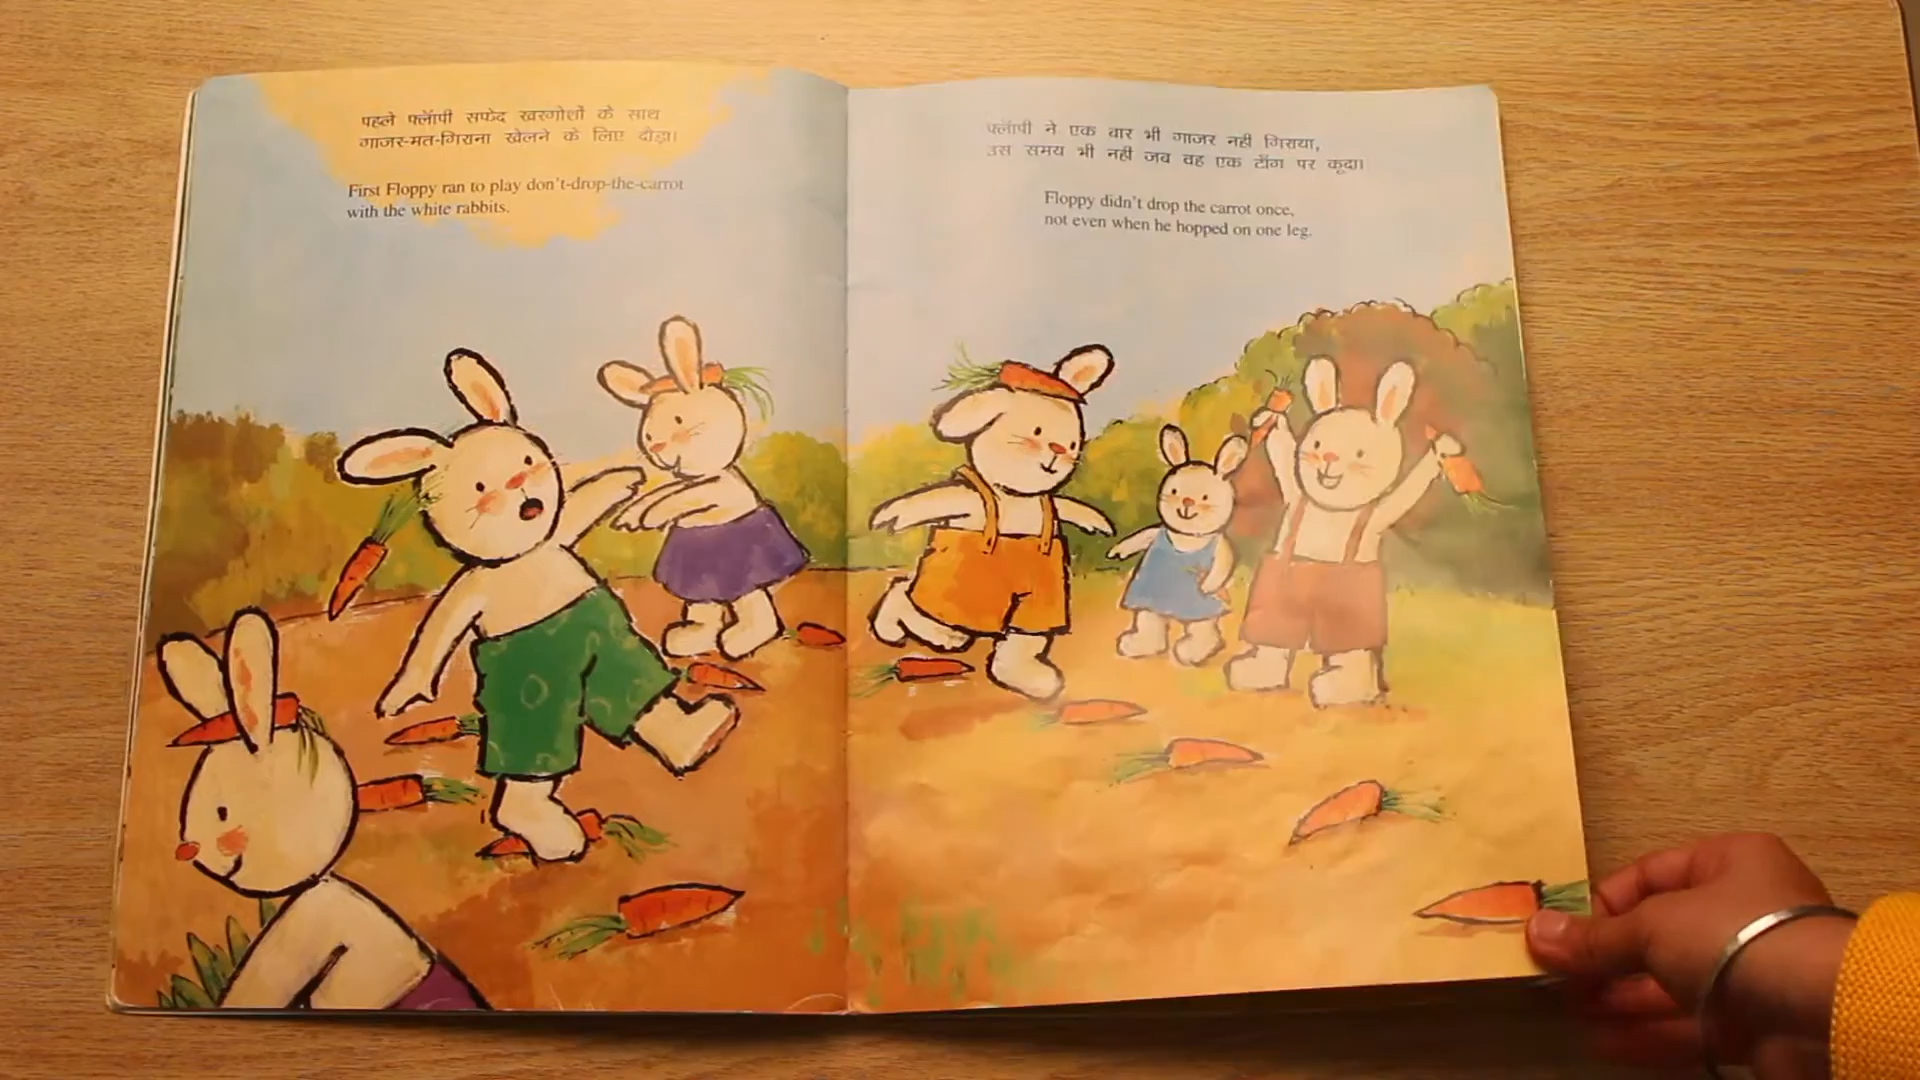 पहले फ्लॉपी सफेद खरगोशों के साथ
गाजर-मत-गिराना खेलने के लिए दौड़ा।
First Floppy ran to play don't-drop-the-carrot
with the white rabbits.
फ्लॉपी ने एक बार भी गाजर नहीं गिराया,
उस समय भी नहीं जब वह एक टाँग पर कूदा।
Floppy didn't drop the carrot once,
not even when he hopped on one leg.